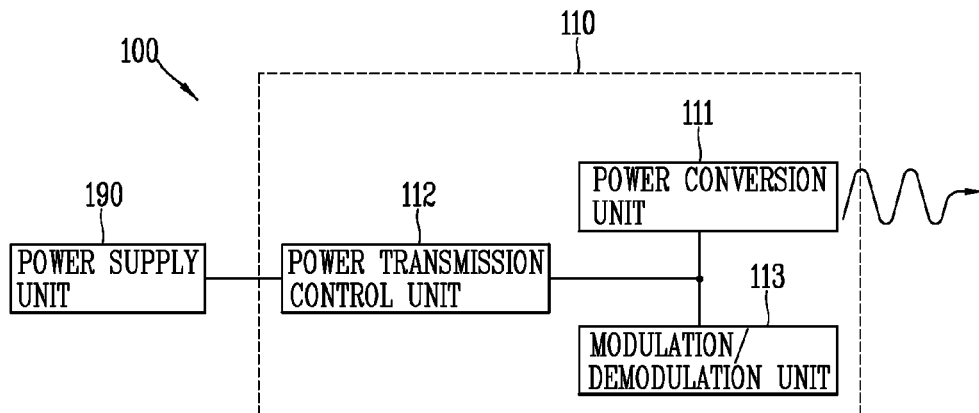 110
100
111
POWER CONVERSION
UNIT
190
112
POWER SUPPLY
UNIT
POWER TRANSMISSION
CONTROL UNIT
113
MODULATION/
DEMODULATION UNIT